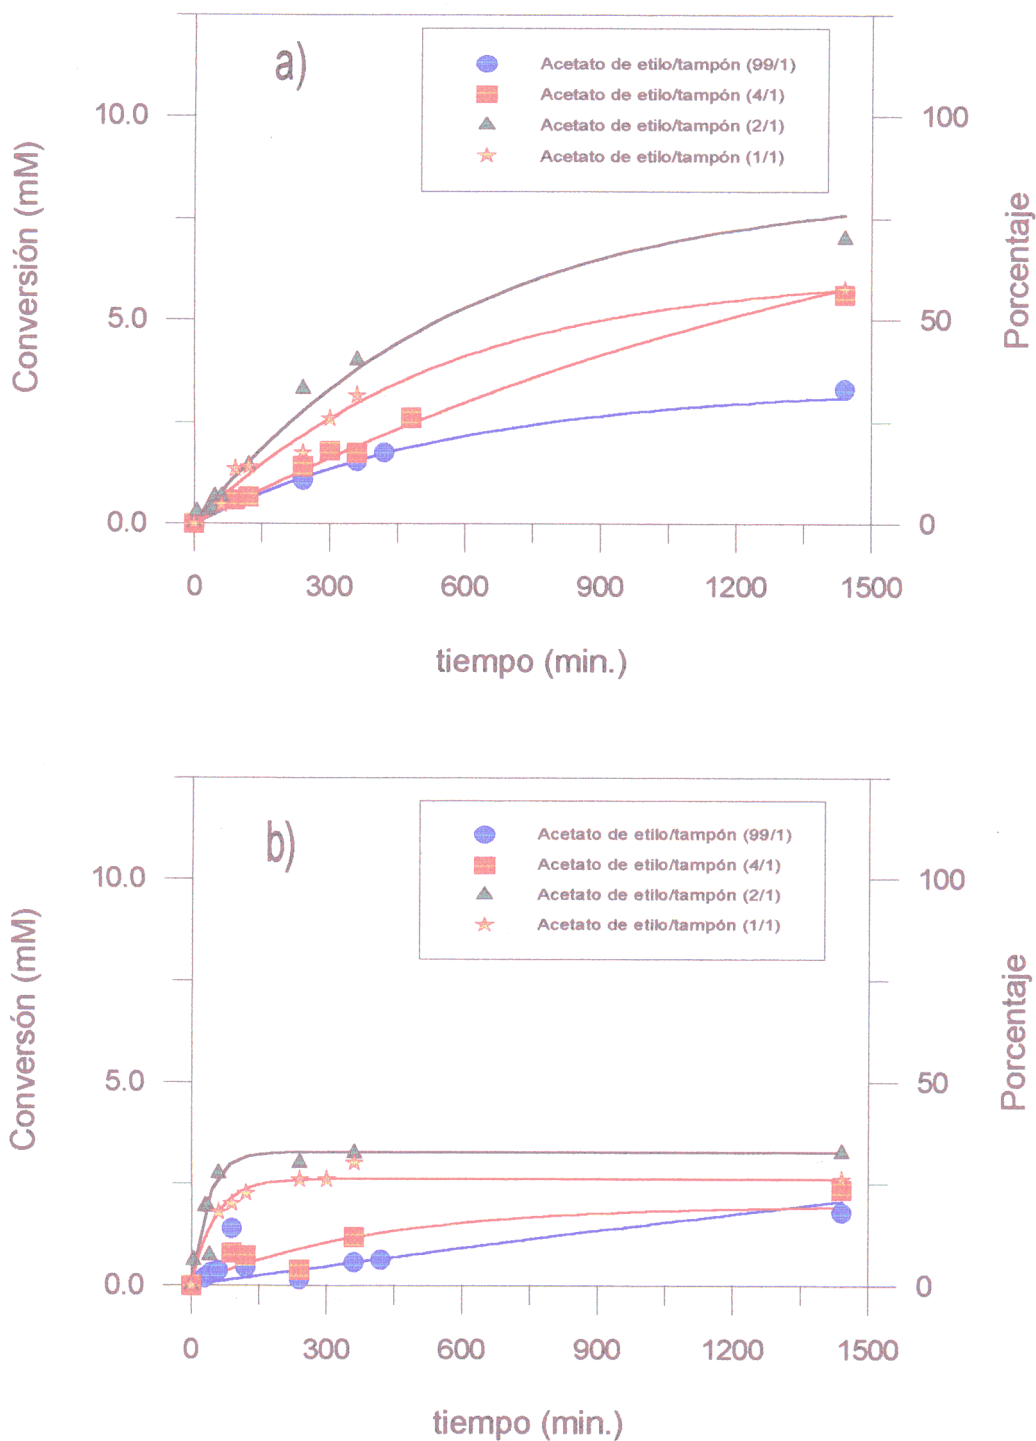 a)
Acetato de etilo/tampón (99/1)
Acetato de etilo/tampón (4/1)
Acetato de etilo/tampón (2/1)
Acetato de etilo/tampón (1/1)
Conversión (mM)
10.0
5.0
0.0
Porcentaje
100
50
0
0 300 600 900 1200 1500
tiempo (min.)
b)
Acetato de etilo/tampón (99/1)
Acetato de etilo/tampón (4/1)
Acetato de etilo/tampón (2/1)
Acetato de etilo/tampón (1/1)
Conversón (mM)
10.0
5.0
0.0
Porcentaje
100
50
0
0 300 600 900 1200 1500
tiempo (min.)